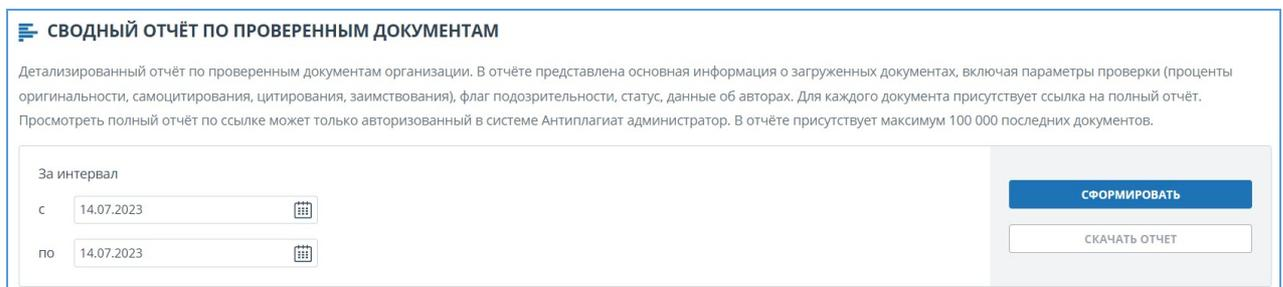 СВОДНЫЙ ОТЧЁТ ПО ПРОВЕРЕННЫМ ДОКУМЕНТАМ
Детализированный отчёт по проверенным документам организации. В отчёте представлена основная информация о загруженных документах, включая параметры проверки (проценты
оригинальности, самоцитирования, цитирования, заимствования), флаг подозрительности, статус, данные об авторах. Для каждого документа присутствует ссылка на полный отчёт.
Просмотреть полный отчёт по ссылке может только авторизованный в системе Антиплагиат администратор. В отчёте присутствует максимум 100 000 последних документов.
За интервал
с 14.07.2023
по 14.07.2023
СФОРМИРОВАТЬ
СКАЧАТЬ ОТЧЕТ